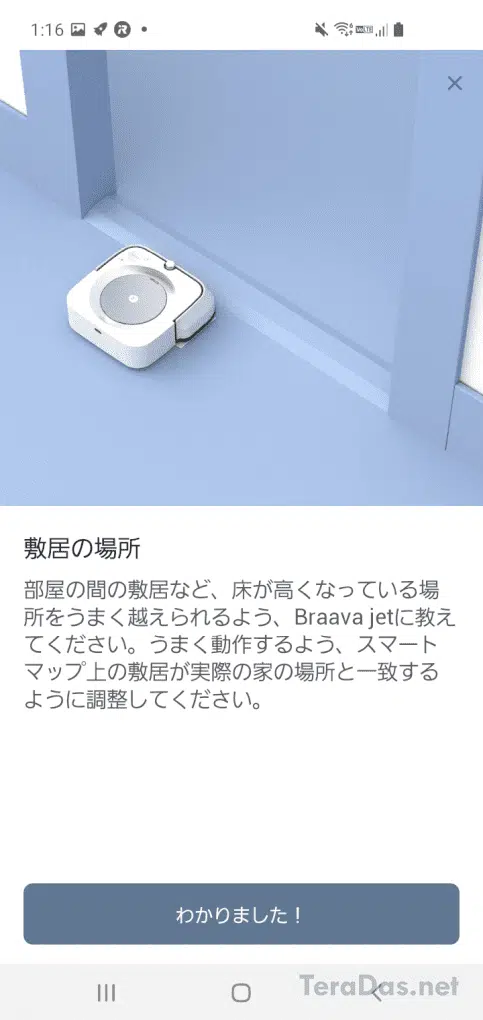 1:16
敷居の場所
部屋の間の敷居など、床が高くなっている場
所をうまく越えられるよう、Braava jetに教え
てください。うまく動作するよう、スマート
マップ上の敷居が実際の家の場所と一致する
ように調整してください。
わかりました！
TeraDas.net